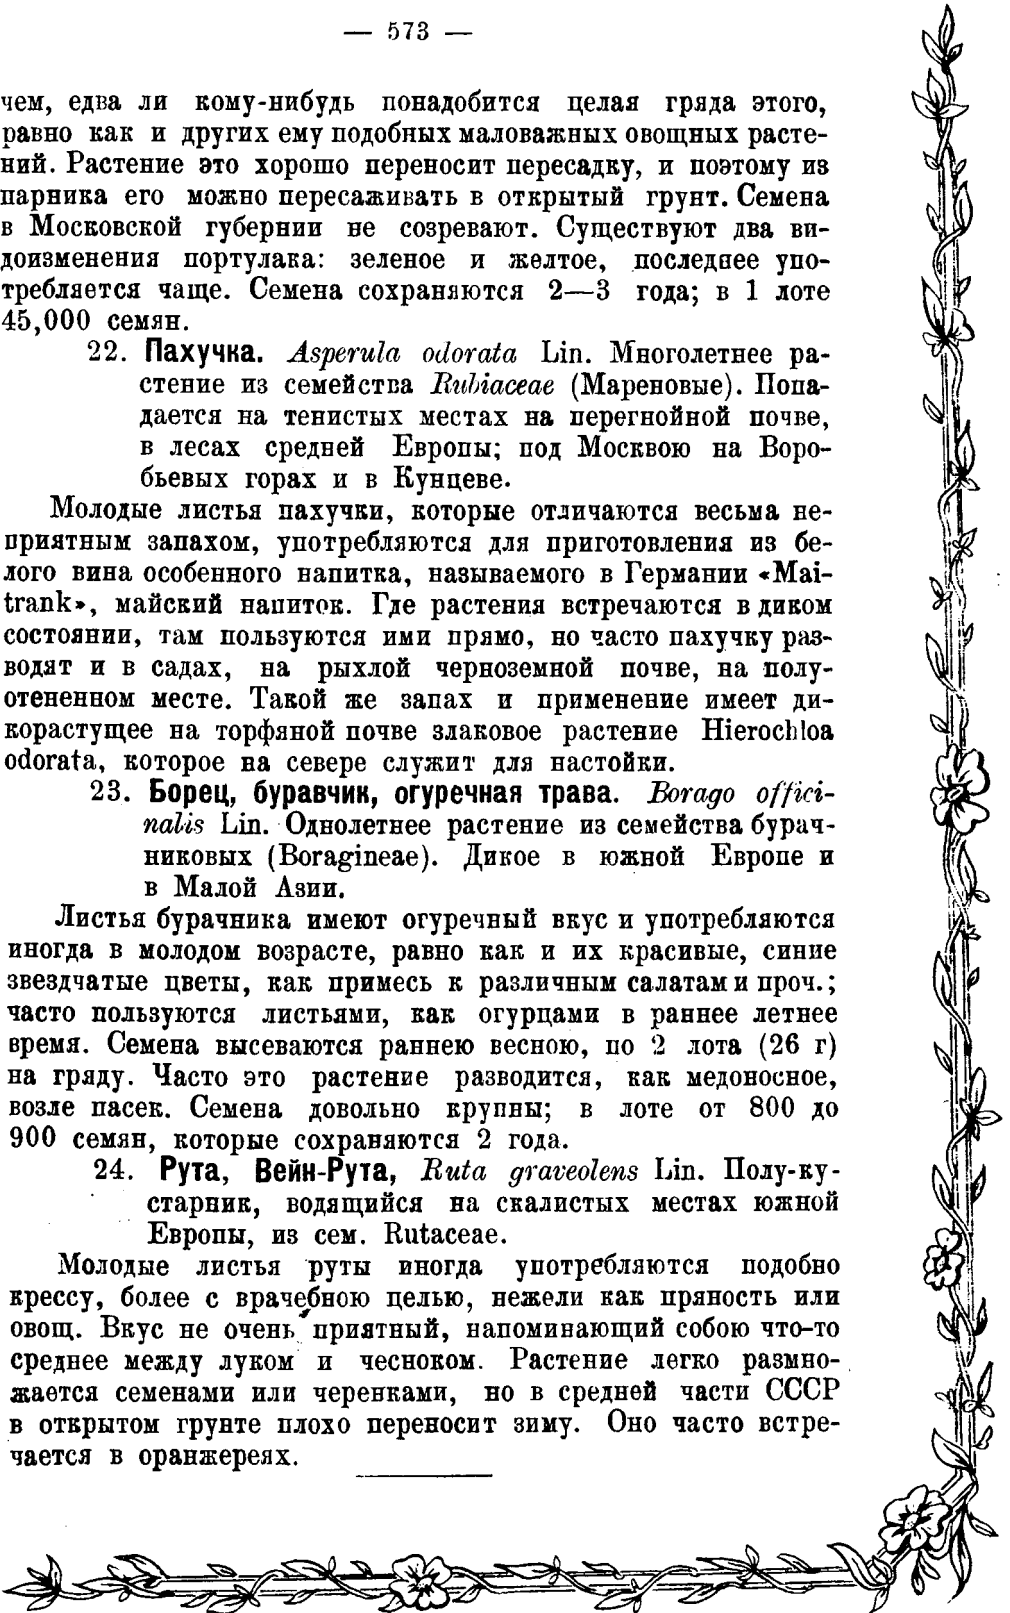 — 573 —
чем, едва ли кому-нибудь понадобится целая гряда этого,
равно как и других ему подобных маловажных овощных расте-
ний. Растение это хорошо переносит пересадку, и поэтому из
парника его можно пересаживать в открытый грунт. Семена
в Московской губернии не созревают. Существуют два ви-
доизменения портулака: зеленое и желтое, последнее упо-
требляется чаще. Семена сохраняются 2—3 года; в 1 лоте
45,000 семян.
22. Пахучка. Asperula odorata Lin. Многолетнее ра-
стение из семейства Rubiaceae (Мареновые). Попа-
дается на тенистых местах на перегнойной почве,
в лесах средней Европы; под Москвою на Воро-
бьевых горах и в Кунцеве.
Молодые листья пахучки, которые отличаются весьма не-
приятным запахом, употребляются для приготовления из бе-
лого вина особенного напитка, называемого в Германии «Mai-
trank», майский напиток. Где растения встречаются в диком
состоянии, там пользуются ими прямо, но часто пахучку раз-
водят и в садах, на рыхлой черноземной почве, на полу-
отененном месте. Такой же запах и применение имеет ди-
корастущее на торфяной почве злаковое растение Hierochloa
odorata, которое на севере служит для настойки.
23. Борец, буравчик, огуречная трава. Borago offici-
nalis Lin. Однолетнее растение из семейства бурач-
никовых (Boragineae). Дикое в южной Европе и
в Малой Азии.
Листья бурачника имеют огуречный вкус и употребляются
иногда в молодом возрасте, равно как и их красивые, синие
звездчатые цветы, как примесь к различным салатам и проч.;
часто пользуются листьями, как огурцами в раннее летнее
время. Семена высеваются раннею весною, по 2 лота (26 г)
на гряду. Часто это растение разводится, как медоносное,
возле пасек. Семена довольно крупны; в лоте от 800 до
900 семян, которые сохраняются 2 года.
24. Рута, Вейн-Рута, Ruta graveolens Lin. Полу-ку-
старник, водящийся на скалистых местах южной
Европы, из сем. Rutaceae.
Молодые листья руты иногда употребляются подобно
крессу, более с врачебною целью, нежели как пряность или
овощ. Вкус не очень приятный, напоминающий собою что-то
среднее между луком и чесноком. Растение легко размно-
жается семенами или черенками, но в средней части СССР
в открытом грунте плохо переносит зиму. Оно часто встре-
чается в оранжереях.